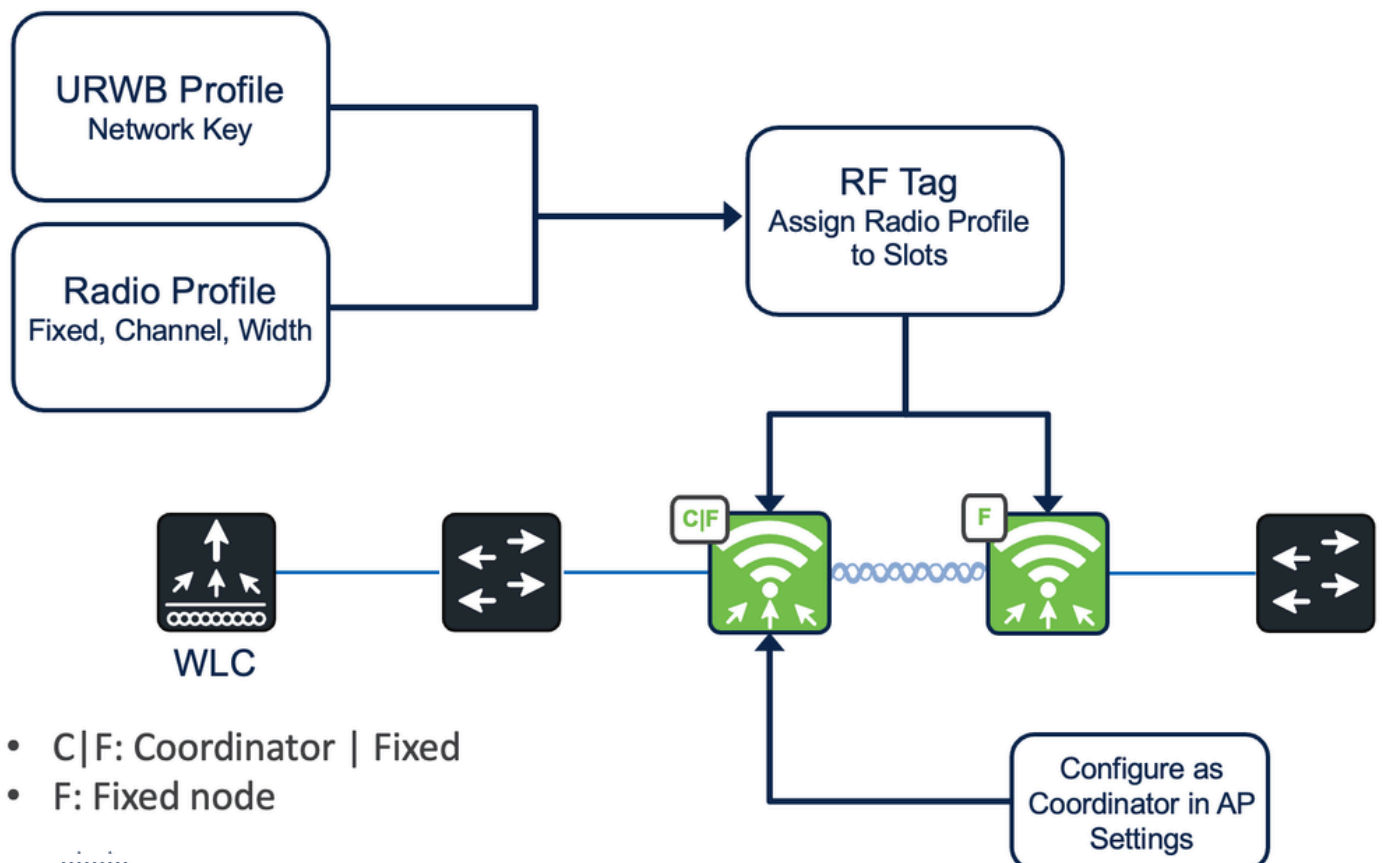 URWB Profile
Network Key
Radio Profile
Fixed, Channel, Width
RF Tag
Assign Radio Profile
to Slots
C|F
F
WLC
• C|F: Coordinator | Fixed
• F: Fixed node
Configure as
Coordinator in AP
Settings